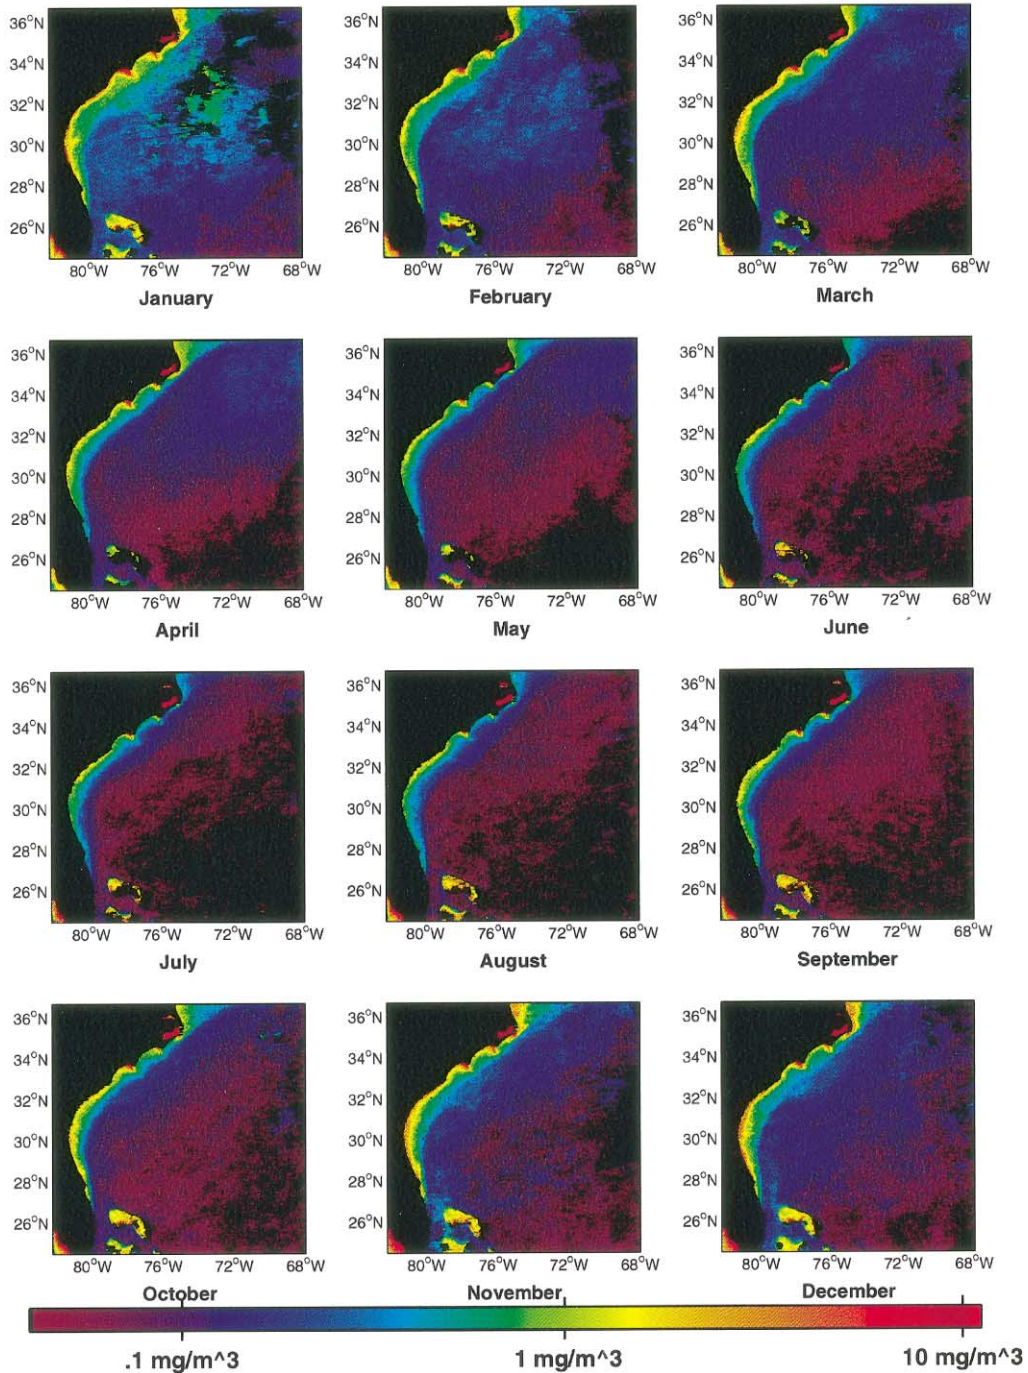 36°N 36°N 36°N
34°N 34°N 34°N
32°N 32°N 32°N
30°N 30°N 30°N
28°N 28°N 28°N
26°N 26°N 26°N
80°W 76°W 72°W 68°W 80°W 76°W 72°W 68°W 80°W 76°W 72°W 68°W
January February March
36°N 36°N 36°N
34°N 34°N 34°N
32°N 32°N 32°N
30°N 30°N 30°N
28°N 28°N 28°N
26°N 26°N 26°N
80°W 76°W 72°W 68°W 80°W 76°W 72°W 68°W 80°W 76°W 72°W 68°W
April May June
36°N 36°N 36°N
34°N 34°N 34°N
32°N 32°N 32°N
30°N 30°N 30°N
28°N 28°N 28°N
26°N 26°N 26°N
80°W 76°W 72°W 68°W 80°W 76°W 72°W 68°W 80°W 76°W 72°W 68°W
July August September
36°N 36°N 36°N
34°N 34°N 34°N
32°N 32°N 32°N
30°N 30°N 30°N
28°N 28°N 28°N
26°N 26°N 26°N
80°W 76°W 72°W 68°W 80°W 76°W 72°W 68°W 80°W 76°W 72°W 68°W
October November December
.1 mg/m^3 1 mg/m^3 10 mg/m^3